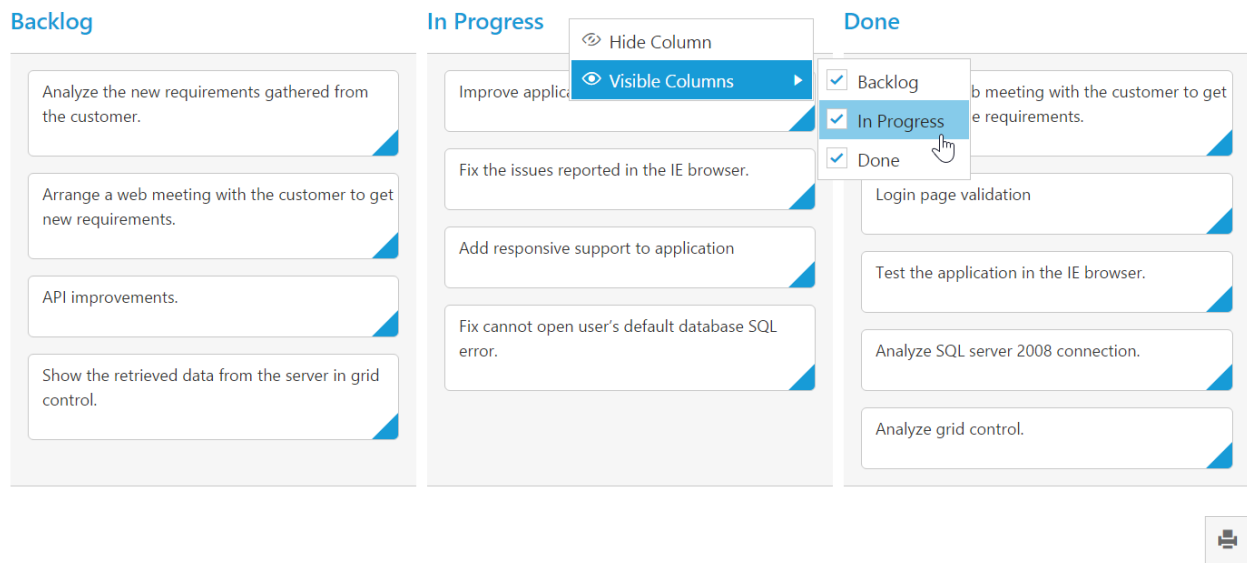 Backlog
Analyze the new requirements gathered from
the customer.
Arrange a web meeting with the customer to get
new requirements.
API improvements.
Show the retrieved data from the server in grid
control.
In Progress
Hide Column
Visible Columns
Backlog
In Progress
Done
Improve
Fix the issues reported in the IE browser.
Add responsive support to application
Fix cannot open user's default database SQL
error.
Done
meeting with the customer to get
requirements.
Login page validation
Test the application in the IE browser.
Analyze SQL server 2008 connection.
Analyze grid control.